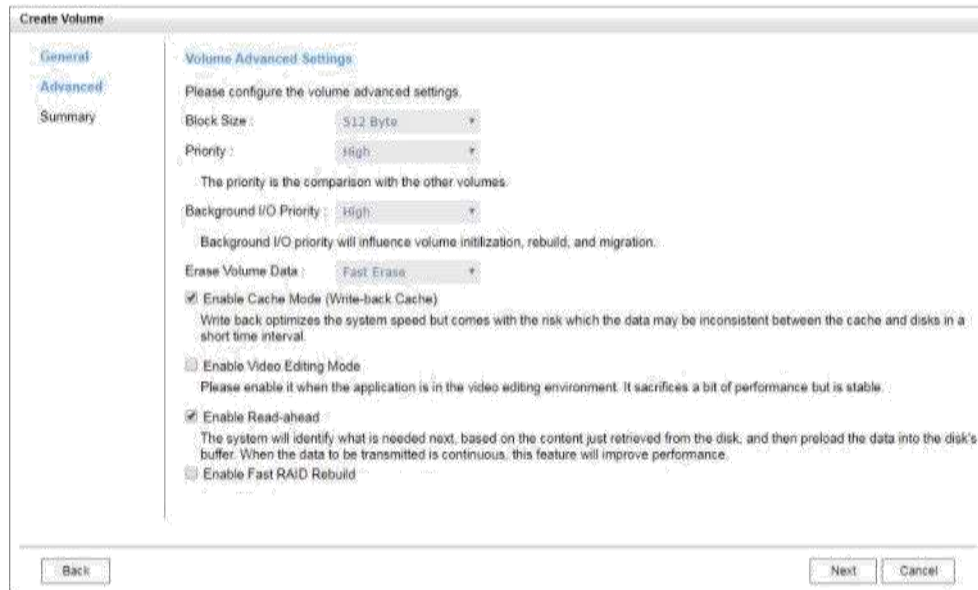 Create Volume
General
Advanced
Summary
Volume Advanced Settings
Please configure the volume advanced settings.
Block Size : 512 Byte
Priority : High
The priority is the comparison with the other volumes.
Background I/O Priority : High
Background I/O priority will influence volume initilization, rebuild, and migration.
Erase Volume Data : Fast Erase
Enable Cache Mode (Write-back Cache)
Write back optimizes the system speed but comes with the risk which the data may be inconsistent between the cache and disks in a
short time interval.
Enable Video Editing Mode
Please enable it when the application is in the video editing environment. It sacrifices a bit of performance but is stable.
Enable Read-ahead
The system will identify what is needed next, based on the content just retrieved from the disk, and then preload the data into the disk's
buffer. When the data to be transmitted is continuous, this feature will improve performance.
Enable Fast RAID Rebuild
Back
Next
Cancel